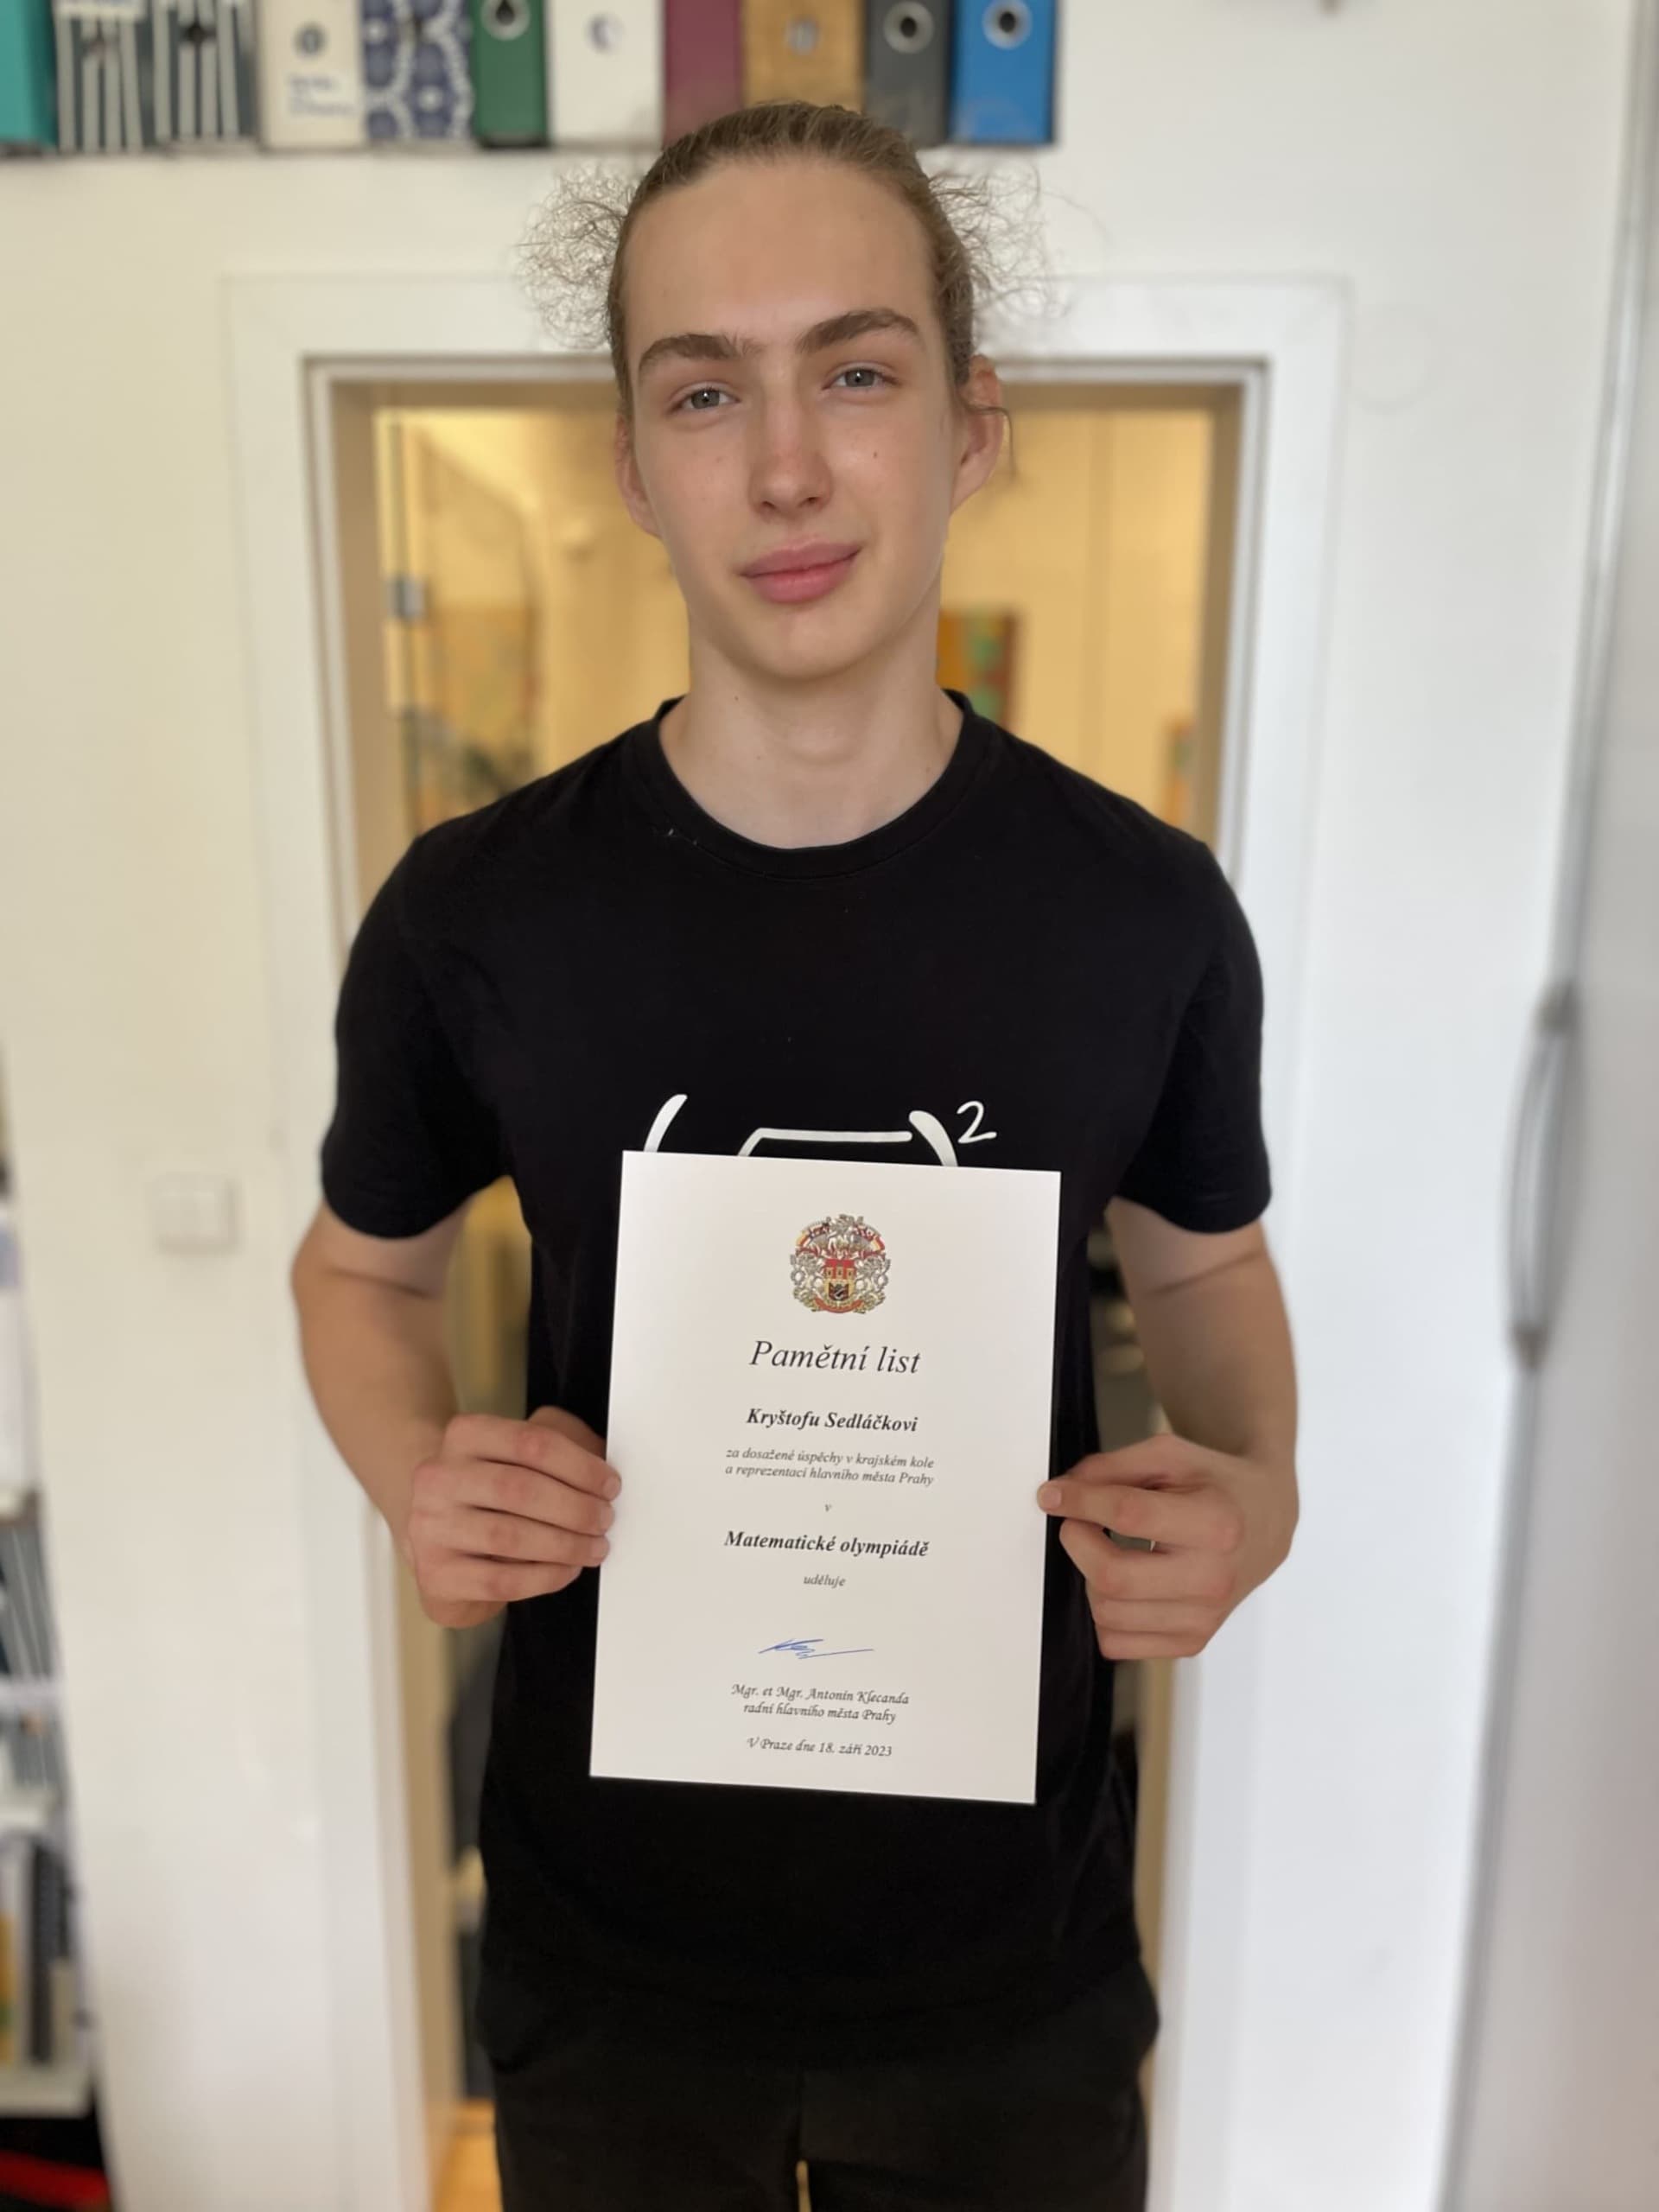 2
Pamětní list
Kryštofu Sedláčkovi
za dosažené úspěchy v krajském kole
a reprezentaci hlavního města Prahy
v
Matematické olympiádě
uděluje
Mgr. et Mgr. Antonín Klecanda
radní hlavního města Prahy
V Praze dne 18. září 2023